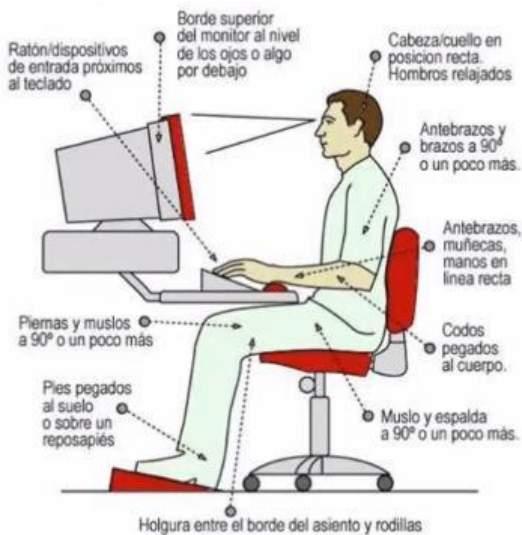 Borde superior
del monitor al nivel
de los ojos o algo
por debajo
Ratón/dispositivos
de entrada próximos
al teclado
Cabeza/cuello en
posicion recta.
Hombros relajados
Antebrazos y
brazos a 90º
o un poco más.
Antebrazos,
muñecas,
manos en
linea recta
Codos
pegados
al cuerpo.
Muslo y espalda
a 90º o un poco más.
Piernas y muslos
a 90º o un poco más
Pies pegados
al suelo
o sobre un
reposapiés
Holgura entre el borde del asiento y rodillas